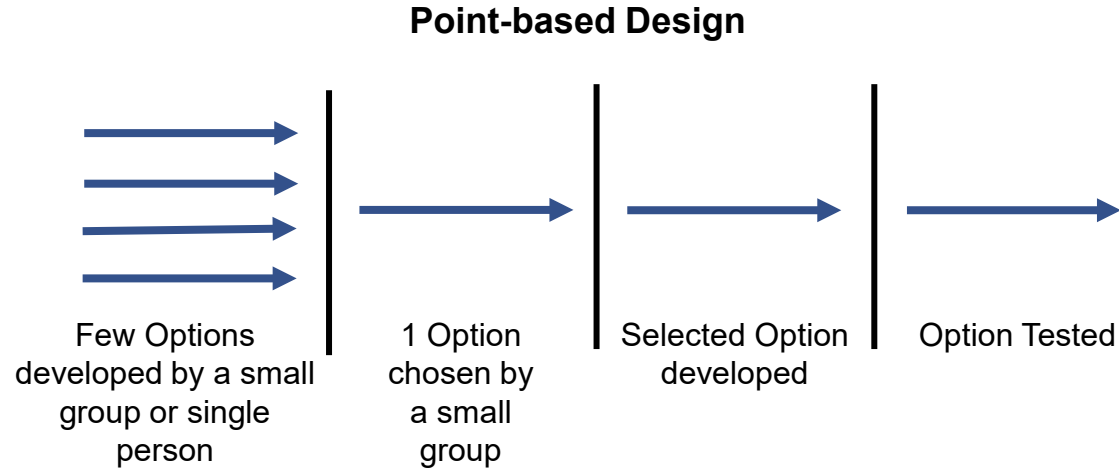 Point-based Design
Few Options
developed by a small
group or single
person
1 Option
chosen by
a small
group
Selected Option
developed
Option Tested